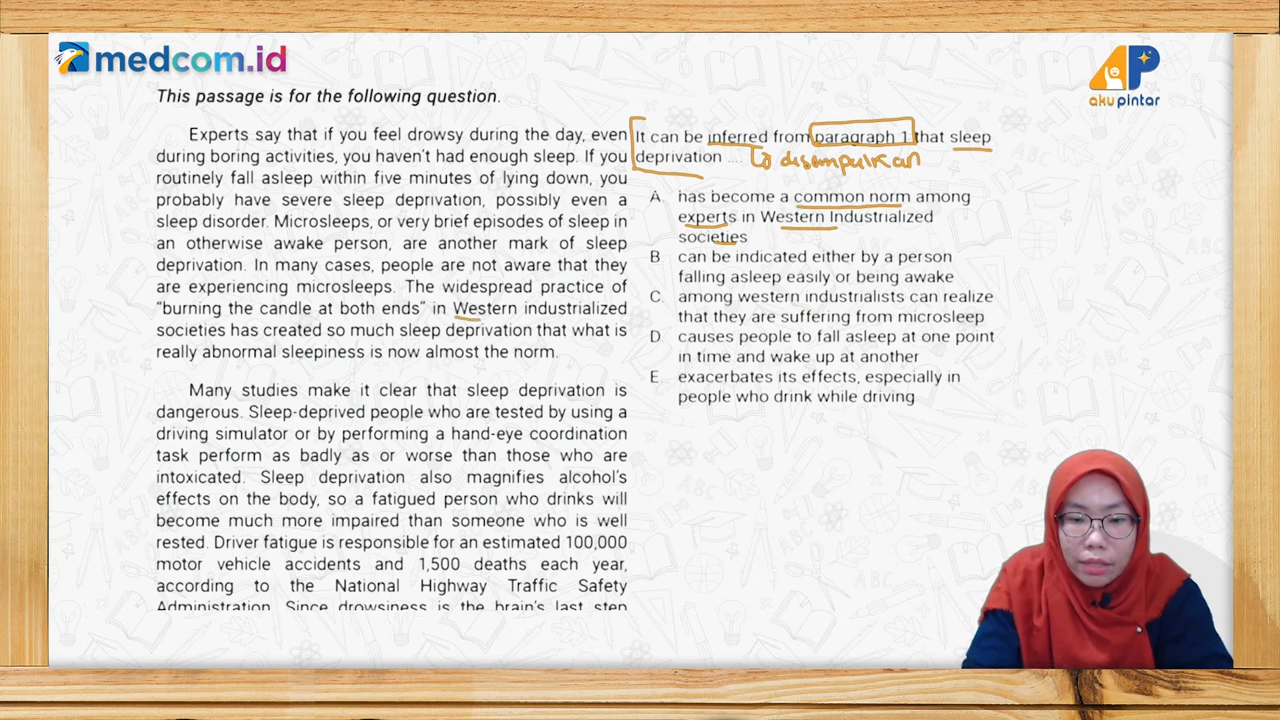 medcom.id
aku pintar
This passage is for the following question.
Experts say that if you feel drowsy during the day, even
during boring activities, you haven't had enough sleep. If you
routnely fall asleep within five minutes of lying down, you
probably have severe sleep deprivation, possibly even a
sleep disorder. Microsleeps, or very brief episodes of sleep in
an otherwise awake person, are another mark of sleep
deprivation. In many cases, people are not aware that they
are experiencing microsleeps. The widespread practice of
"burning the candle at both ends" in Western industrialized
societies has created so much sleep deprivation that what is
really abnormal sleepiness is now almost the norm.
Many studies make it clear that sleep deprivation is
dangerous. Sleep-deprived people who are tested by using a
driving simulator or by performing a hand-eye coordination
task perform as badly as or worse than those who are
intoxicated. Sleep deprivation also magnifies alcohol's
effects on the body, so a fatigued person who drinks will
become much more impaired than someone who is well
rested. Driver fatigue is responsible for an estimated 100,000
motor vehicle accidents and 1,500 deaths each year,
according to the National Highway Traffic Safety
Administration. Since drowsiness is the brain's last step
It can be inferred from paragraph 1 that sleep
deprivation ....
disimpulkan
A. has become a common norm among
experts in Western Industrialized
societies
B can be indicated either by a person
falling asleep easily or being awake
C. among western industrialists can realize
that they are suffering from microsleep
D causes people to fall asleep at one point
in time and wake up at another
E exacerbates its effects, especially in
people who drink while driving